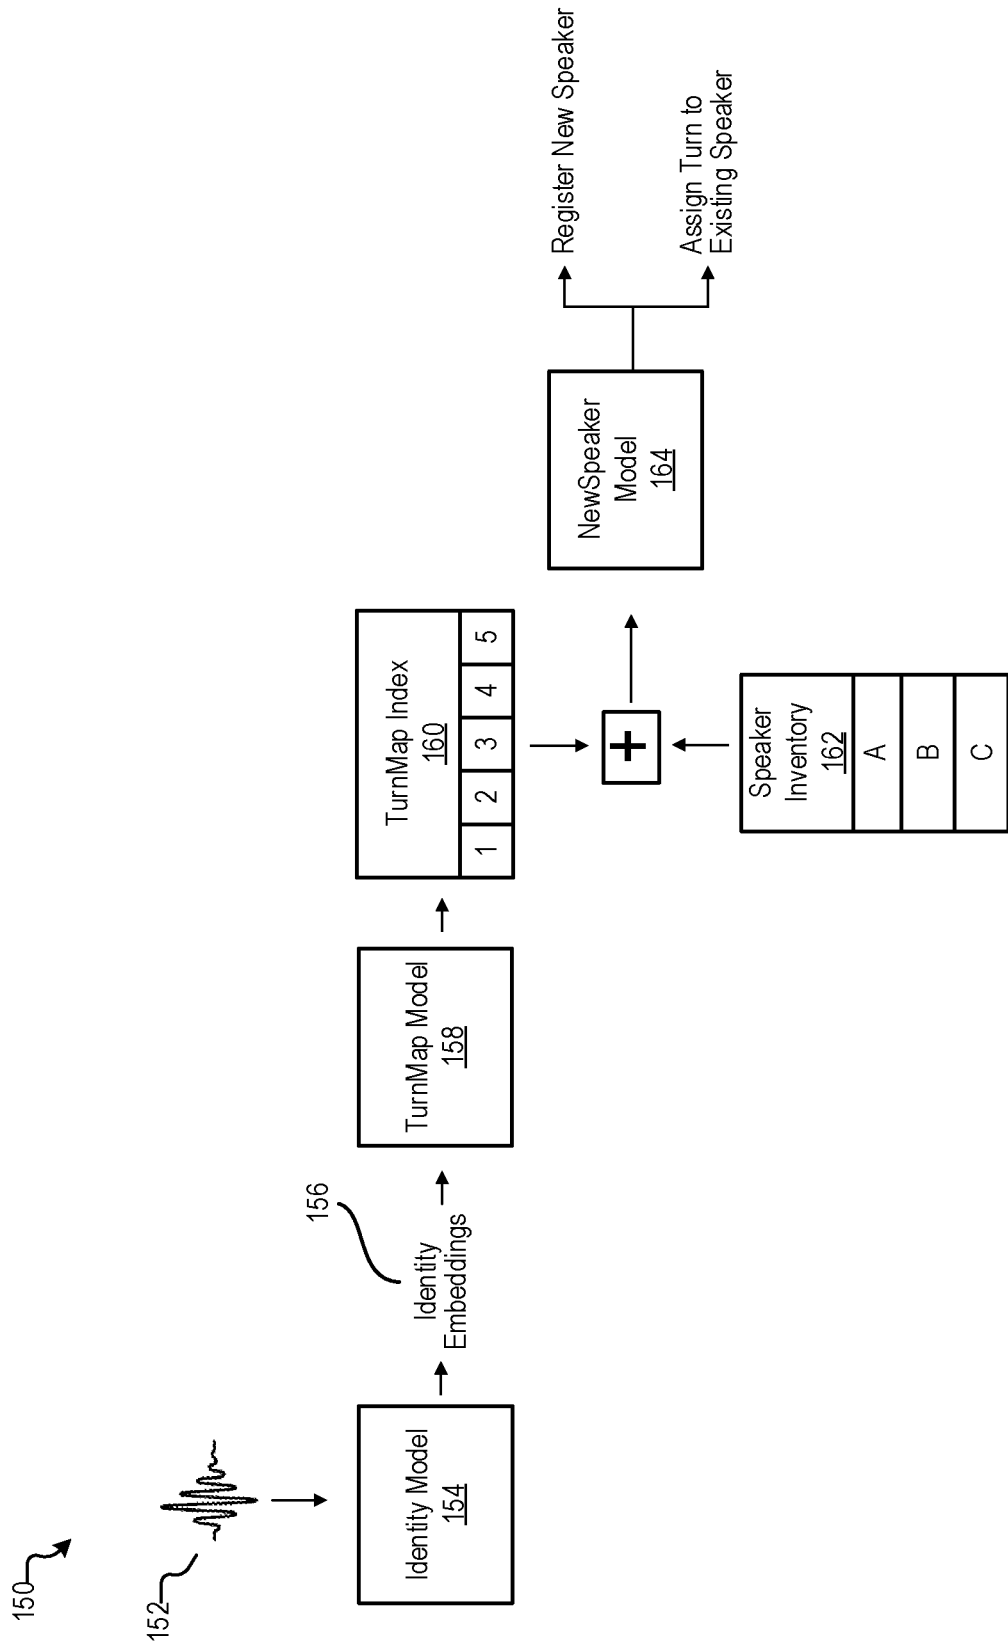 150
152
Identity Model
154
156
Identity
Embeddings
TurnMap Model
158
TurnMap Index
160
1 2 3 4 5
+
Speaker
Inventory
162
A
B
C
NewSpeaker
Model
164
Register New Speaker
Assign Turn to
Existing Speaker